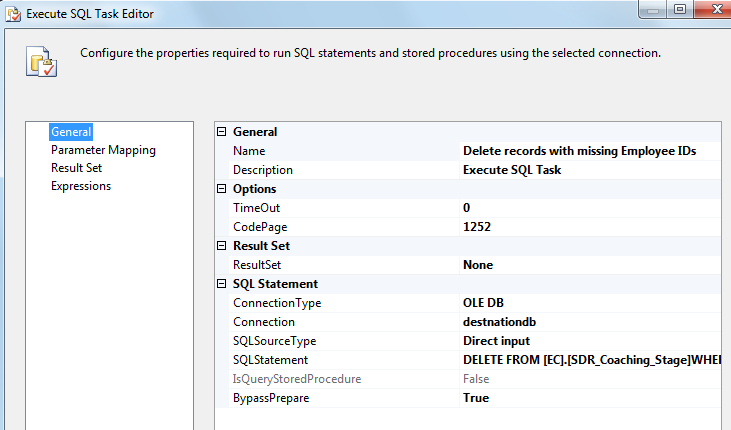 Execute SQL Task Editor
Configure the properties required to run SQL statements and stored procedures using the selected connection.
General
Parameter Mapping
Result Set
Expressions
General
Name Delete records with missing Employee IDs
Description Execute SQL Task
Options
TimeOut 0
CodePage 1252
Result Set
ResultSet None
SQL Statement
ConnectionType OLE DB
Connection destnationdb
SQLSourceType Direct input
SQLStatement DELETE FROM [EC].[SDR_Coaching_Stage]WHE
IsQueryStoredProcedure False
BypassPrepare True